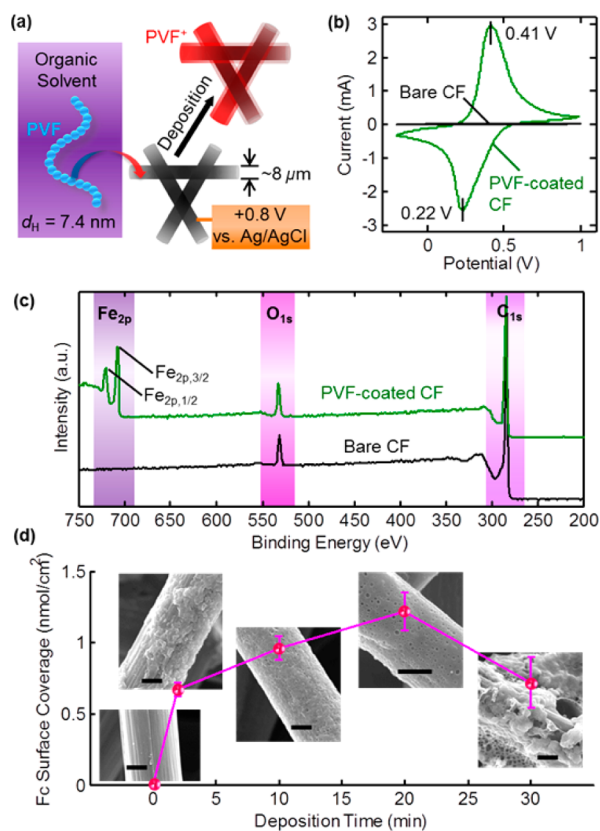 (a)
PVF⁺
Organic
Solvent
PVF
Deposition
~8 μm
+0.8 V
vs. Ag/AgCl
d_H = 7.4 nm
(b)
3
2
1
0
1
2
3
Current (mA)
0.41 V
Bare CF
PVF-coated
CF
0.22 V
0
0.5
1
Potential (V)
(c)
Fe₂ₚ
O₁ₛ
C₁ₛ
Fe₂ₚ,₃/₂
Fe₂ₚ,₁/₂
PVF-coated CF
Bare CF
Intensity (a.u.)
750 700 650 600 550 500 450 400 350 300 250 200
Binding Energy (eV)
(d)
1.5
1
0.5
0
Fc Surface Coverage (nmol/cm²)
0 5 10 15 20 25 30
Deposition Time (min)